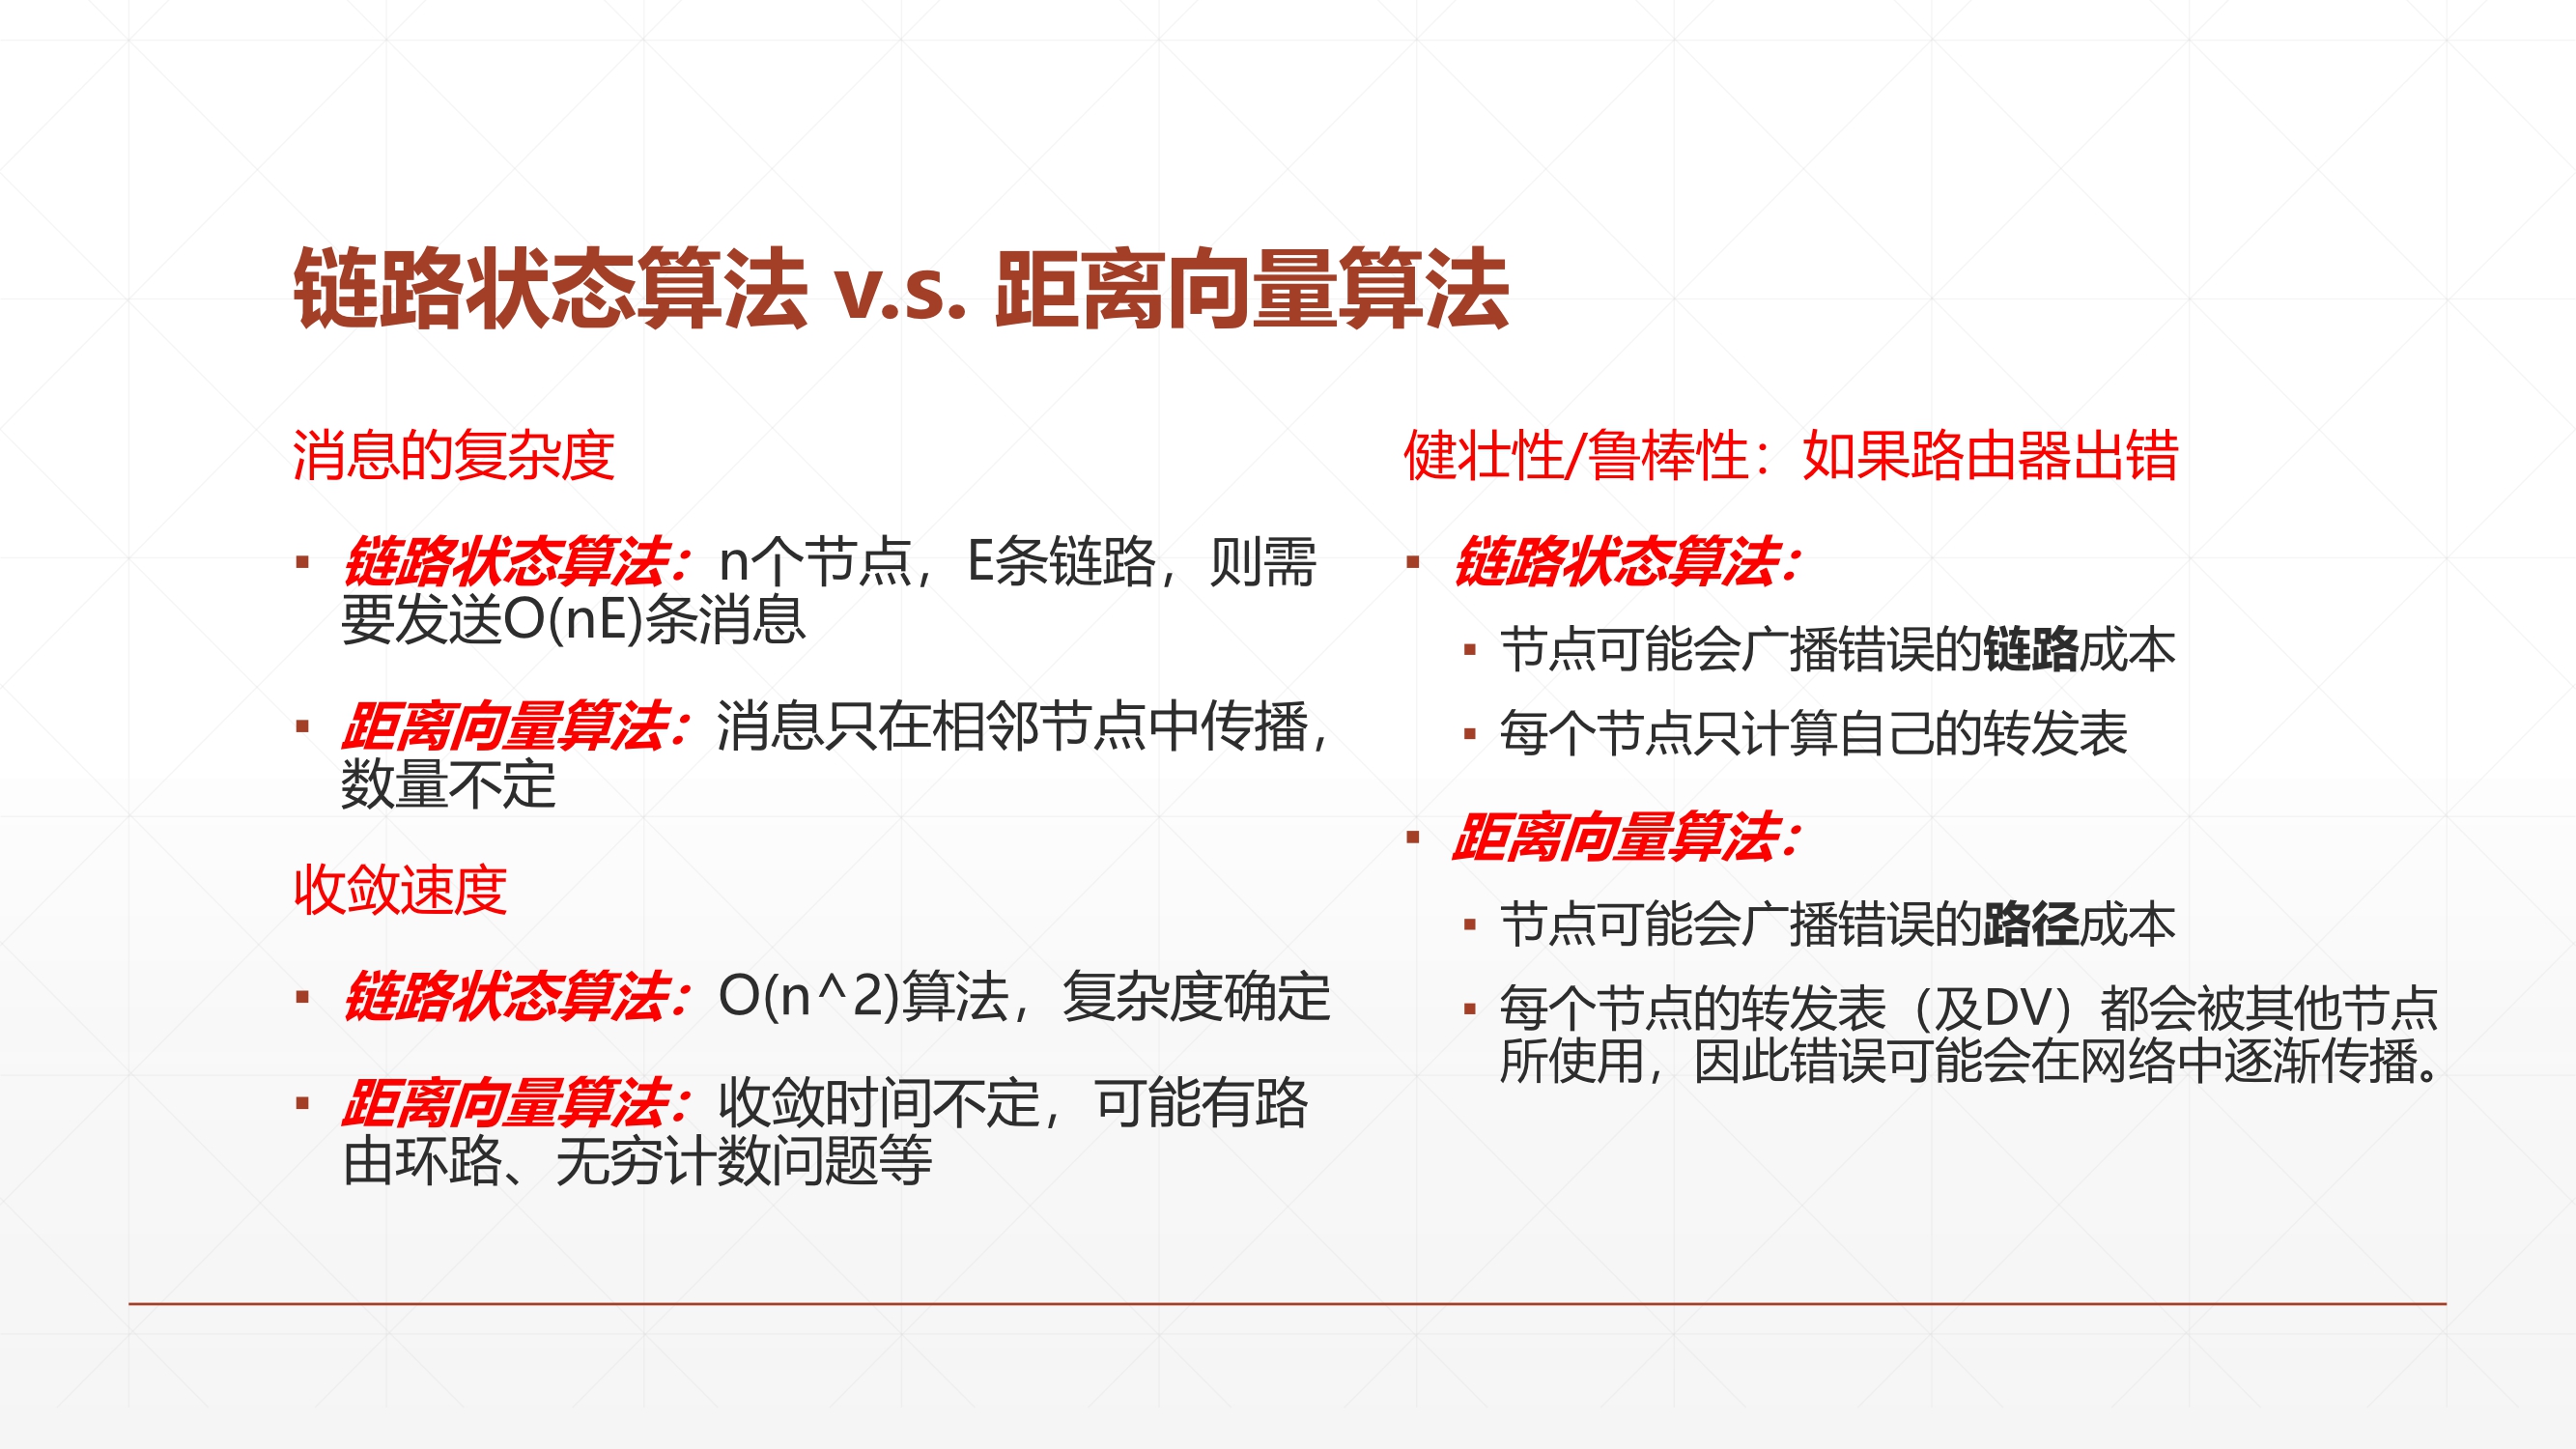 链路状态算法 v.s. 距离向量算法
消息的复杂度
▪ 链路状态算法：n个节点，E条链路，则需
要发送O(nE)条消息
▪ 距离向量算法：消息只在相邻节点中传播，
数量不定
收敛速度
▪ 链路状态算法：O(n^2)算法，复杂度确定
▪ 距离向量算法：收敛时间不定，可能有路
由环路、无穷计数问题等
健壮性/鲁棒性：如果路由器出错
▪ 链路状态算法：
▪ 节点可能会广播错误的链路成本
▪ 每个节点只计算自己的转发表
▪ 距离向量算法：
▪ 节点可能会广播错误的路径成本
▪ 每个节点的转发表（及DV）都会被其他节点
所使用，因此错误可能会在网络中逐渐传播。